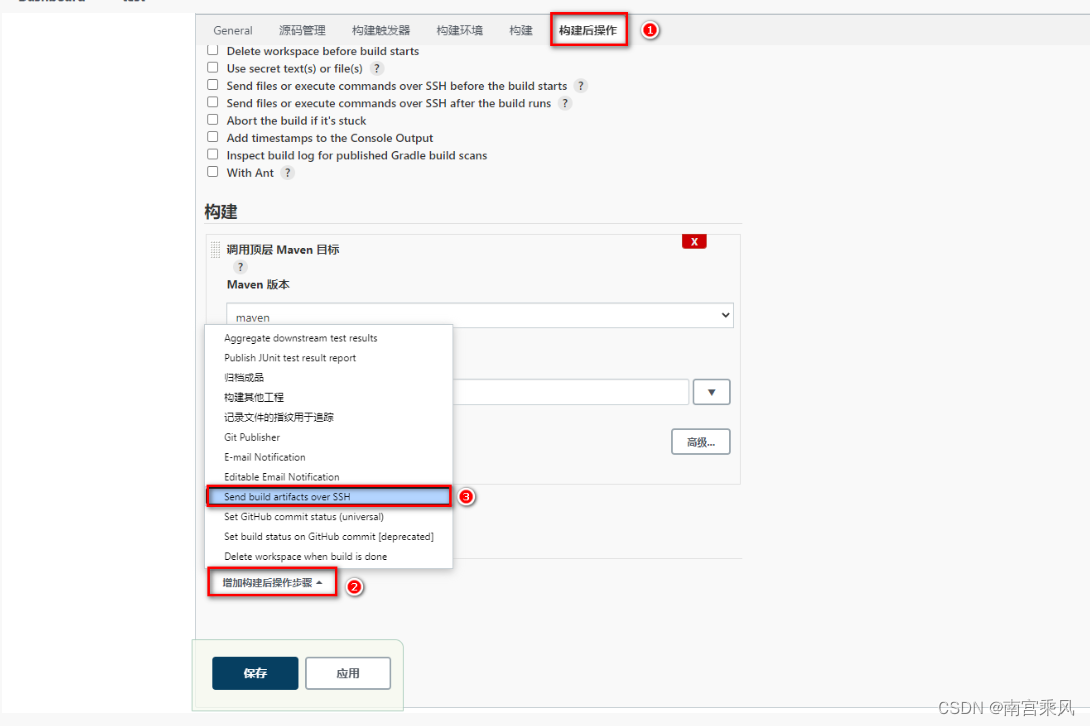 Dashboard test
General 源码管理 构建触发器 构建环境 构建 构建后操作 1
Delete workspace before build starts
Use secret text(s) or file(s) ?
Send files or execute commands over SSH before the build starts ?
Send files or execute commands over SSH after the build runs ?
Abort the build if it's stuck
Add timestamps to the Console Output
Inspect build log for published Gradle build scans
With Ant ?
构建
调用顶层 Maven 目标 X
?
Maven 版本
maven
Aggregate downstream test results
Publish JUnit test result report
归档成品
构建其他工程
记录文件的指纹用于追踪
Git Publisher
高级...
E-mail Notification
Editable Email Notification
Send build artifacts over SSH 3
Set GitHub commit status (universal)
Set build status on GitHub commit [deprecated]
Delete workspace when build is done
增加构建后操作步骤 2
保存 应用
CSDN @南宫乘风